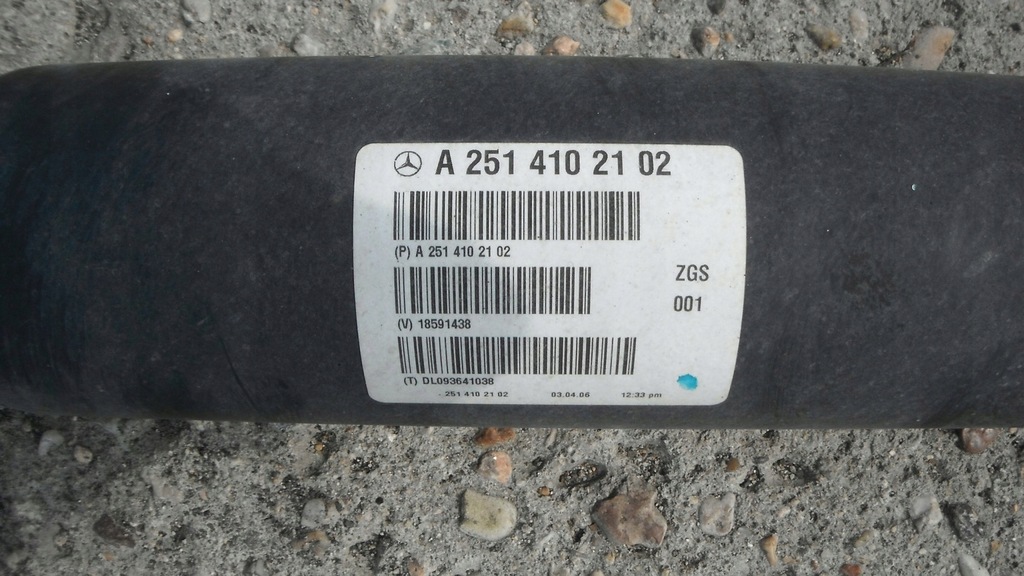 A 251 410 21 02
(P) A 251 410 21 02
ZGS
001
(V) 18591438
(T) DL093641038
- 251 410 21 02 03.04.06 12:33 pm